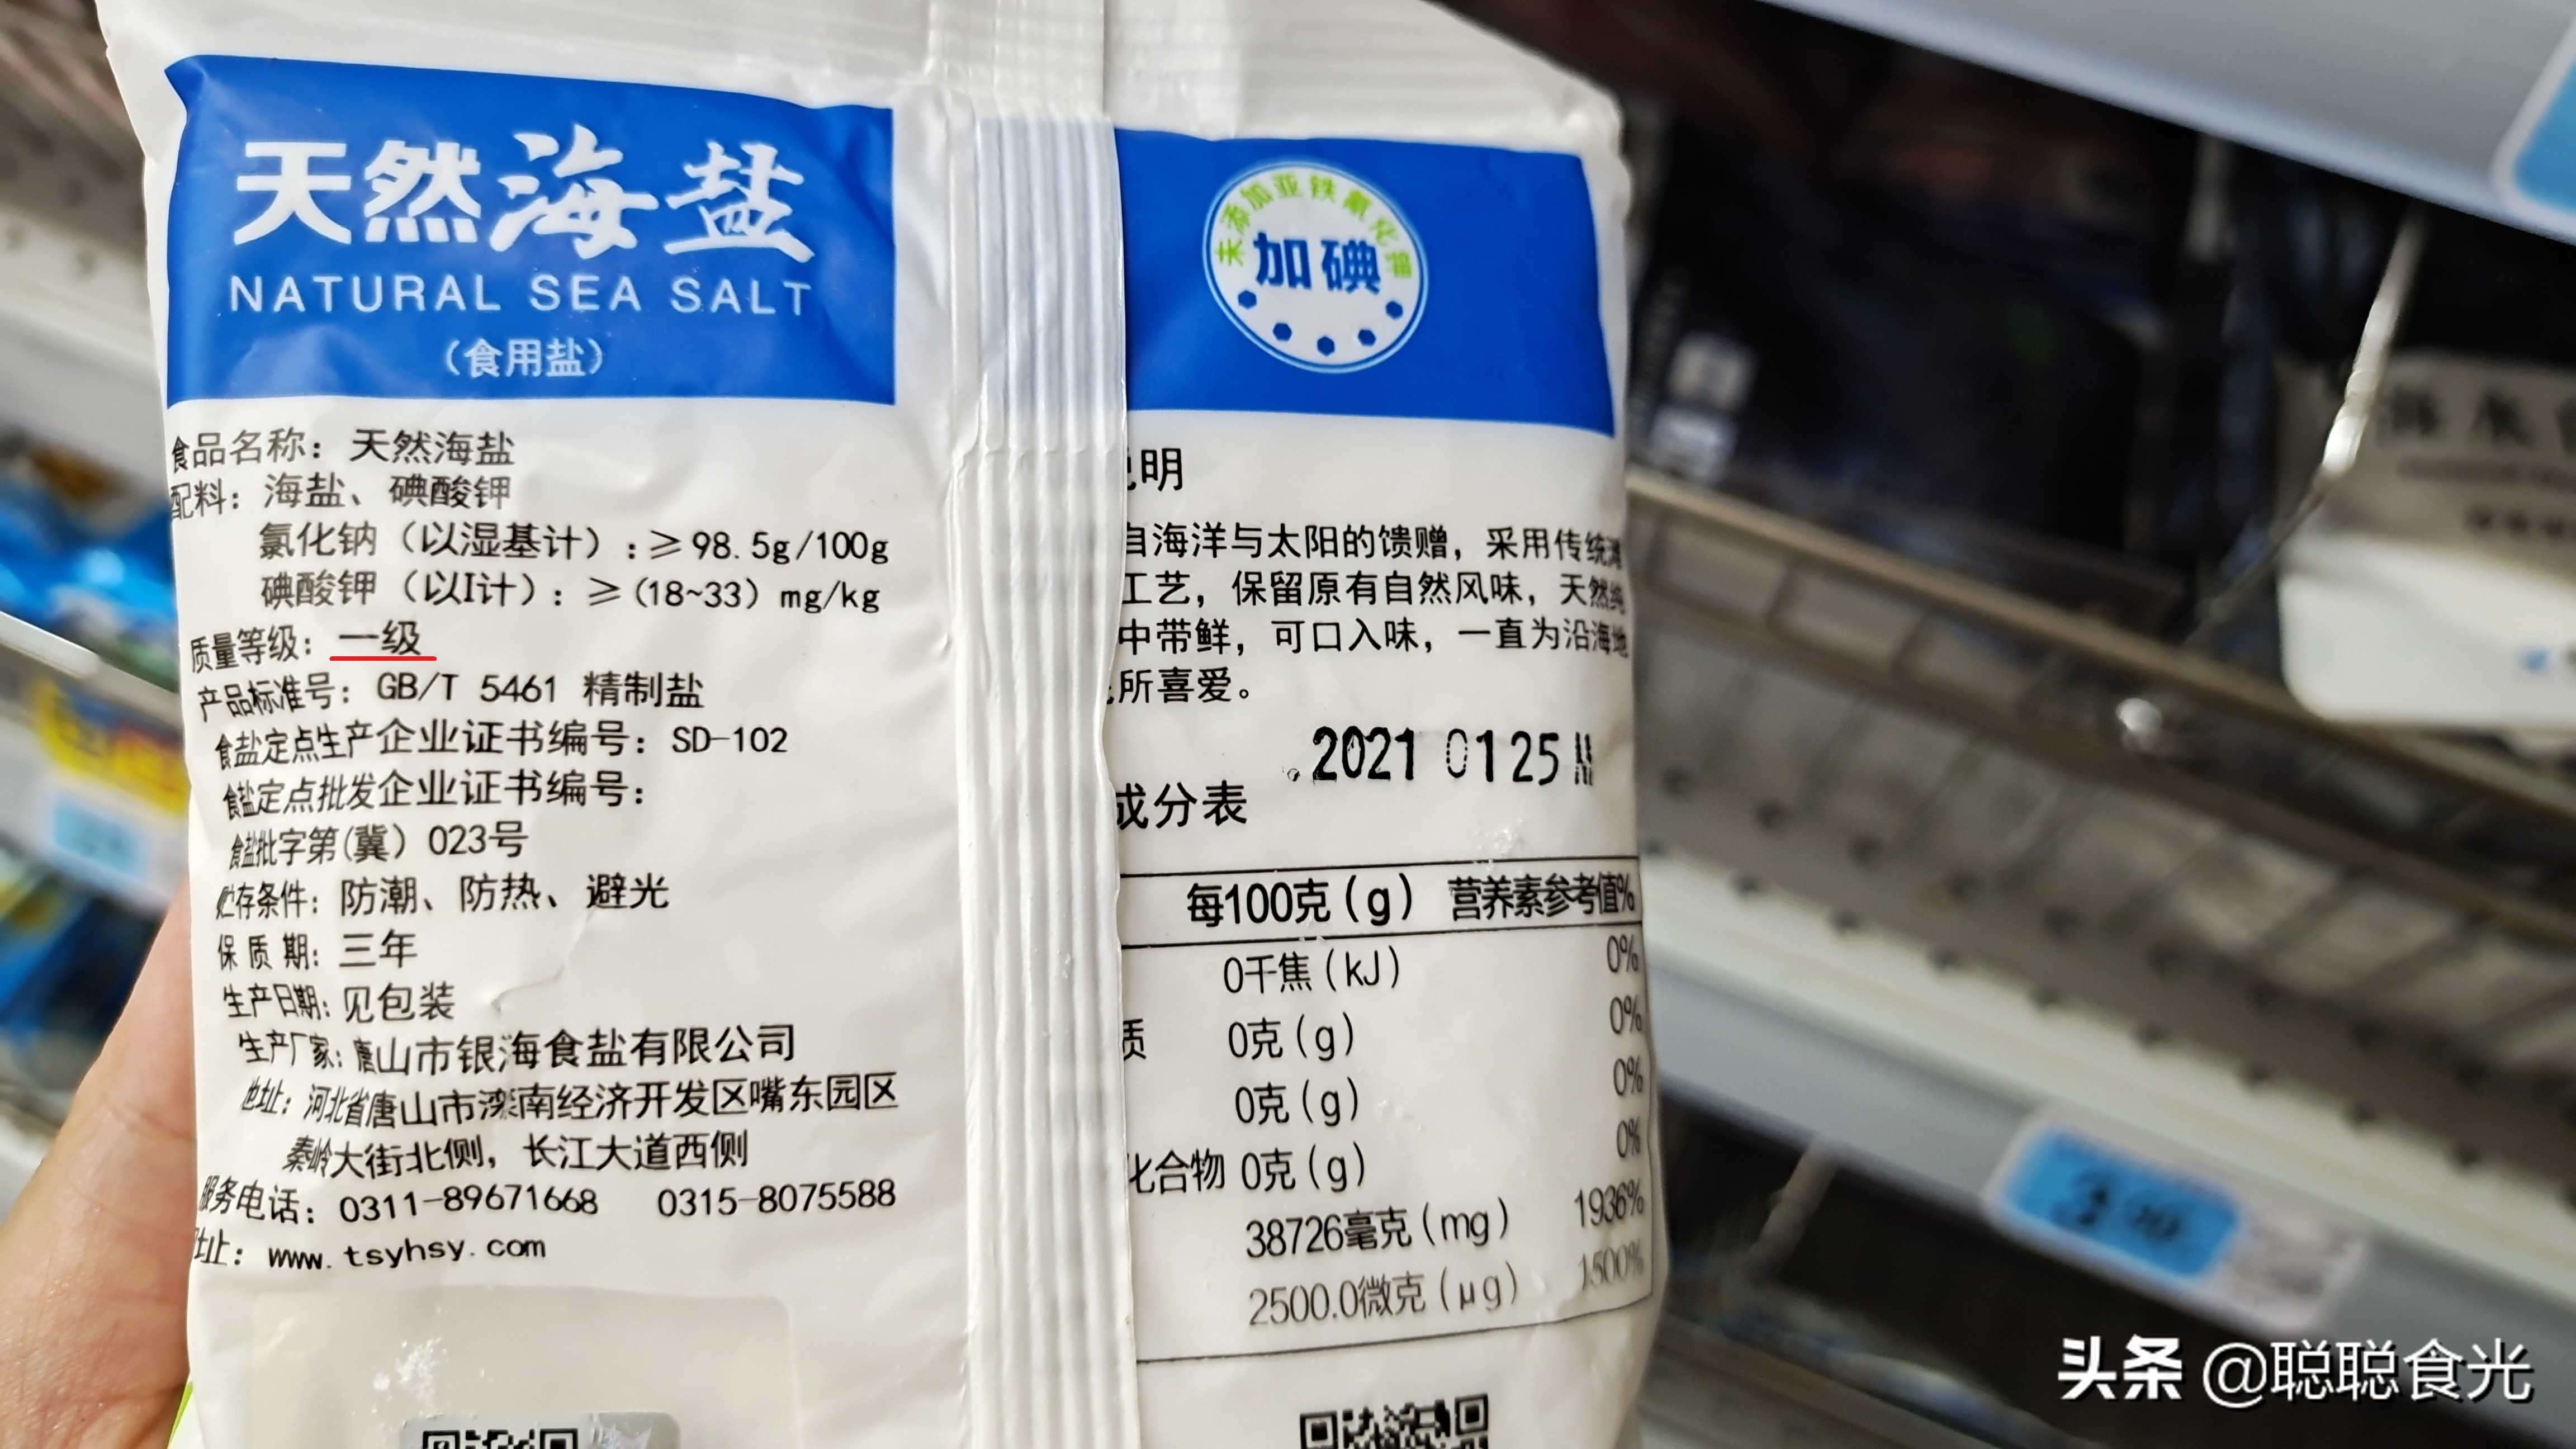 天然海盐
NATURAL SEA SALT
（食用盐）
食品名称：天然海盐
配料：海盐、碘酸钾
氯化钠（以湿基计）：≥98.5g/100g
碘酸钾（以I计）：≥（18~33）mg/kg
质量等级：一级
产品标准号：GB/T 5461 精制盐
食盐定点生产企业证书编号：SD-102
食盐定点批发企业证书编号：
食盐批字第(冀）023号
贮存条件：防潮、防热、避光
保质期：三年
生产日期：见包装
生产厂家：唐山市银海食盐有限公司
地址：河北省唐山市滦南经济开发区嘴东园区
秦岭大街北侧，长江大道西侧
服务电话：0311-89671668 0315-8075588
址：www.tsyhsy.com
未添加亚铁氰化钾
加碘
明
自海洋与太阳的馈赠，采用传统
工艺，保留原有自然风味，天然纯
中带鲜，可口入味，一直为沿海地
所喜爱。
2021 0125
成分表
每100克(g) 营养素参考值%
0千焦(kJ) 0%
质 0克(g) 0%
0克(g) 0%
化合物 0克(g) 0%
38726毫克(mg) 1936%
2500.0微克(μg) 1500%
头条 @聪聪食光